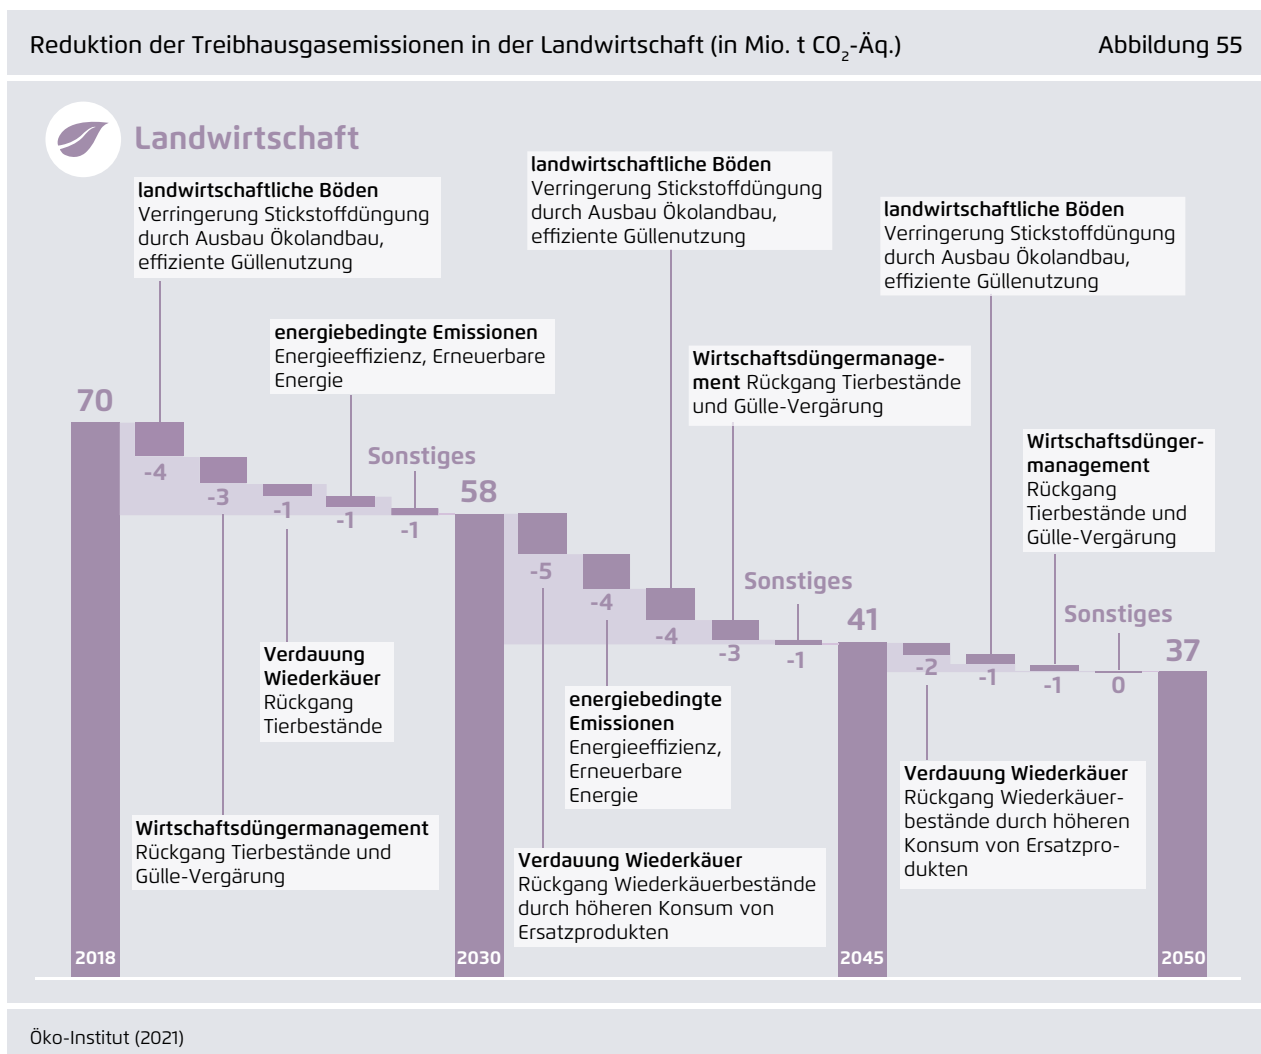 Reduktion der Treibhausgasemissionen in der Landwirtschaft (in Mio. t CO₂-Äq.)
Abbildung 55
Landwirtschaft
landwirtschaftliche Böden
Verringerung Stickstoffdüngung
durch Ausbau Ökolandbau,
effiziente Güllenutzung
landwirtschaftliche Böden
Verringerung Stickstoffdüngung
durch Ausbau Ökolandbau,
effiziente Güllenutzung
landwirtschaftliche Böden
Verringerung Stickstoffdüngung
durch Ausbau Ökolandbau,
effiziente Güllenutzung
energiebedingte Emissionen
Energieeffizienz, Erneuerbare
Energie
Wirtschaftsdüngermanage-
ment Rückgang Tierbestände
und Gülle-Vergärung
Wirtschaftsdünger-
management
Rückgang
Tierbestände und
Gülle-Vergärung
70
-4
-3
-1
-1
Sonstiges
-1
58
-5
-4
-4
-3
Sonstiges
-1
41
-2
-1
-1
Sonstiges
0
37
Verdauung
Wiederkäuer
Rückgang
Tierbestände
energiebedingte
Emissionen
Energieeffizienz,
Erneuerbare
Energie
Verdauung Wiederkäuer
Rückgang Wiederkäuer-
bestände durch höheren
Konsum von Ersatzpro-
dukten
Wirtschaftsdüngermanagement
Rückgang Tierbestände und
Gülle-Vergärung
Verdauung Wiederkäuer
Rückgang Wiederkäuerbestände
durch höheren Konsum von
Ersatzprodukten
2018
2030
2045
2050
Öko-Institut (2021)